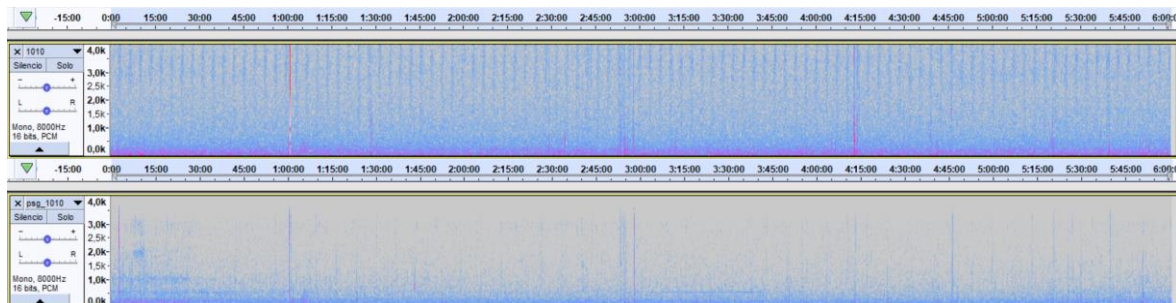 -15:00 0:00 15:00 30:00 45:00 1:00:00 1:15:00 1:30:00 1:45:00 2:00:00 2:15:00 2:30:00 2:45:00 3:00:00 3:15:00 3:30:00 3:45:00 4:00:00 4:15:00 4:30:00 4:45:00 5:00:00 5:15:00 5:30:00 5:45:00 6:00:
× 1010 ▼ 4,0k-
Silencio Solo
3,0k-
- + 2,5k-
2,0k-
L R 1,5k-
Mono, 8000Hz 1,0k-
16 bits, PCM
0,0k-
-15:00 0:00 15:00 30:00 45:00 1:00:00 1:15:00 1:30:00 1:45:00 2:00:00 2:15:00 2:30:00 2:45:00 3:00:00 3:15:00 3:30:00 3:45:00 4:00:00 4:15:00 4:30:00 4:45:00 5:00:00 5:15:00 5:30:00 5:45:00 6:00:
× psg_1010 ▼ 4,0k-
Silencio Solo
3,0k-
- + 2,5k-
2,0k-
L R 1,5k-
Mono, 8000Hz 1,0k-
16 bits, PCM
0,0k-